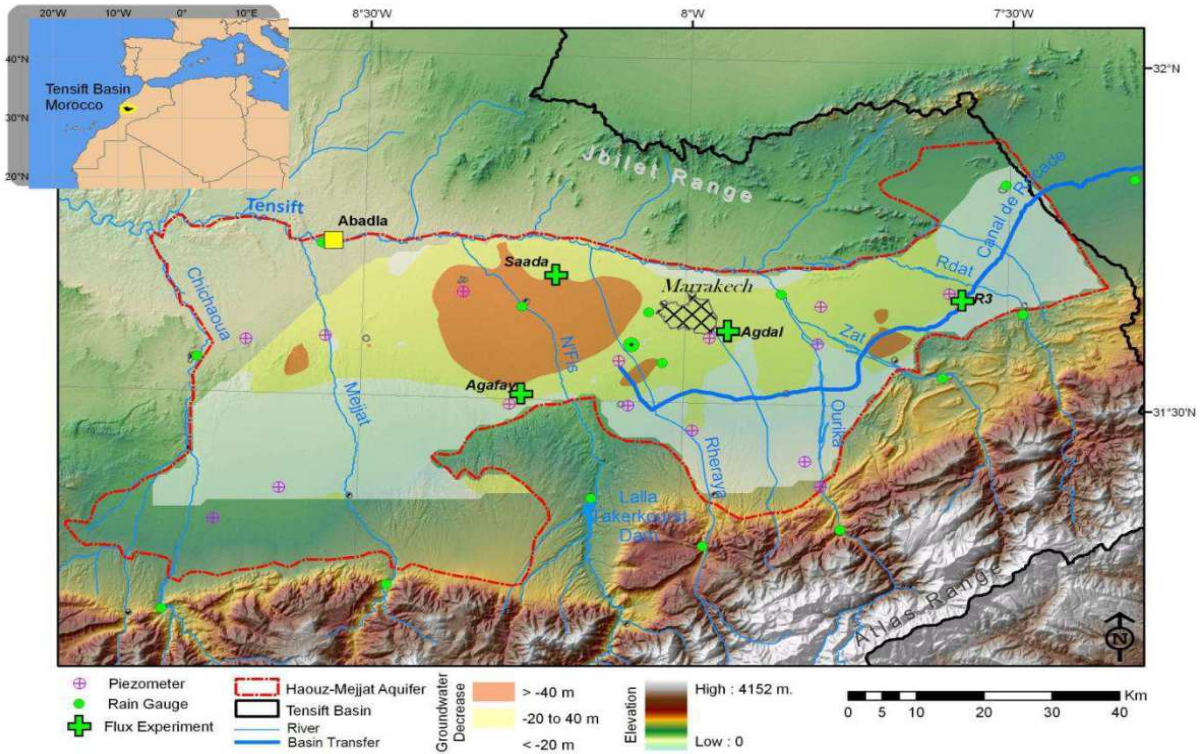 20°W 10°W 0° 10°E
8°30'W 8°W 7°30'W
40°N
30°N
20°N
Tensift Basin
Morocco
32°N
31°30'N
Jbilet Range
Canal de Rocade
Tensift
Abadla
Saada
Marrakech
Rdat
R3
Chichaoua
Agdal
Zat
N'Fis
Agafay
Mejjat
Ourika
Rheraya
Lalla
Takerkoust
Dam
Atlas Range
N
Piezometer
Rain Gauge
Flux Experiment
Haouz-Mejjat Aquifer
Tensift Basin
River
Basin Transfer
Groundwater
Decrease
> -40 m
-20 to 40 m
< -20 m
Elevation
High : 4152 m.
Low : 0
Km
0 5 10 20 30 40